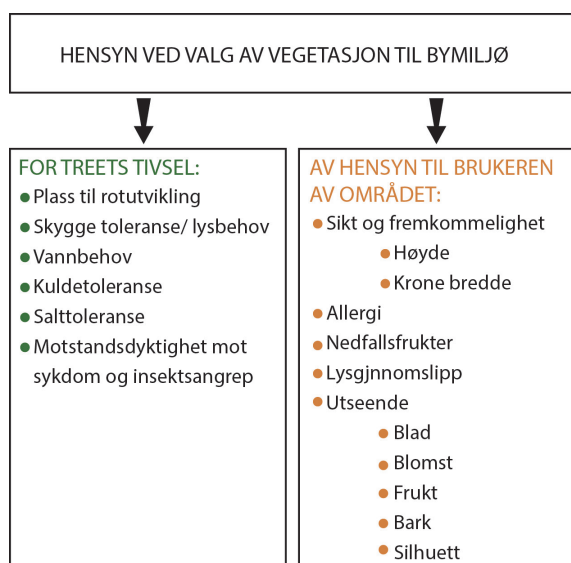 HENSYN VED VALG AV VEGETASJON TIL BYMILJØ
FOR TREETS TIVSEL:
Plass til rotutvikling
Skygge toleranse/ lysbehov
Vannbehov
Kuldetoleranse
Salttoleranse
Motstandsdyktighet mot
sykdom og insektsangrep
AV HENSYN TIL BRUKEREN
AV OMRÅDET:
Sikt og fremkommelighet
Høyde
Krone bredde
Allergi
Nedfallsfrukter
Lysgjnnomslipp
Utseende
Blad
Blomst
Frukt
Bark
Silhuett